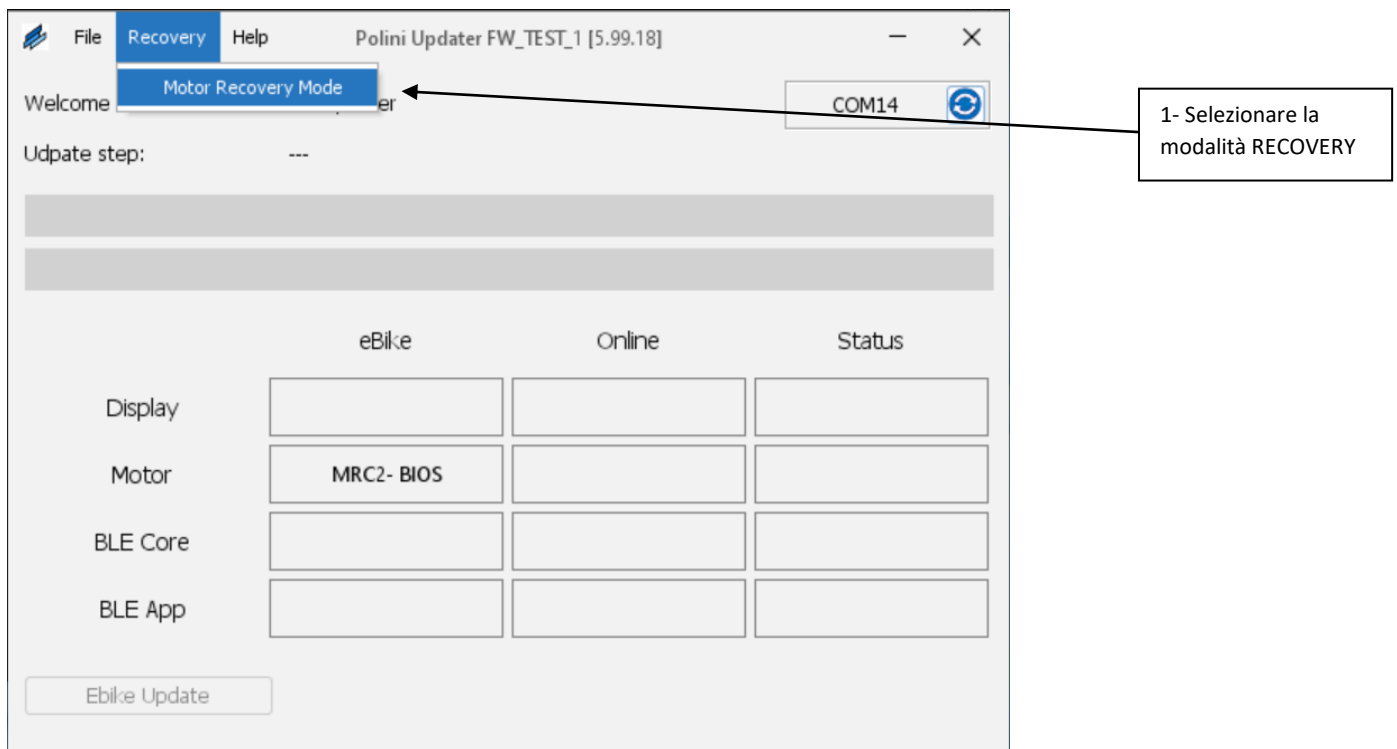 File Recovery Help Polini Updater FW_TEST_1 [5.99.18]
Motor Recovery Mode
Welcome er COM14
1- Selezionare la
modalità RECOVERY
Udpate step: ---
eBike Online Status
Display
Motor MRC2- BIOS
BLE Core
BLE App
Ebike Update